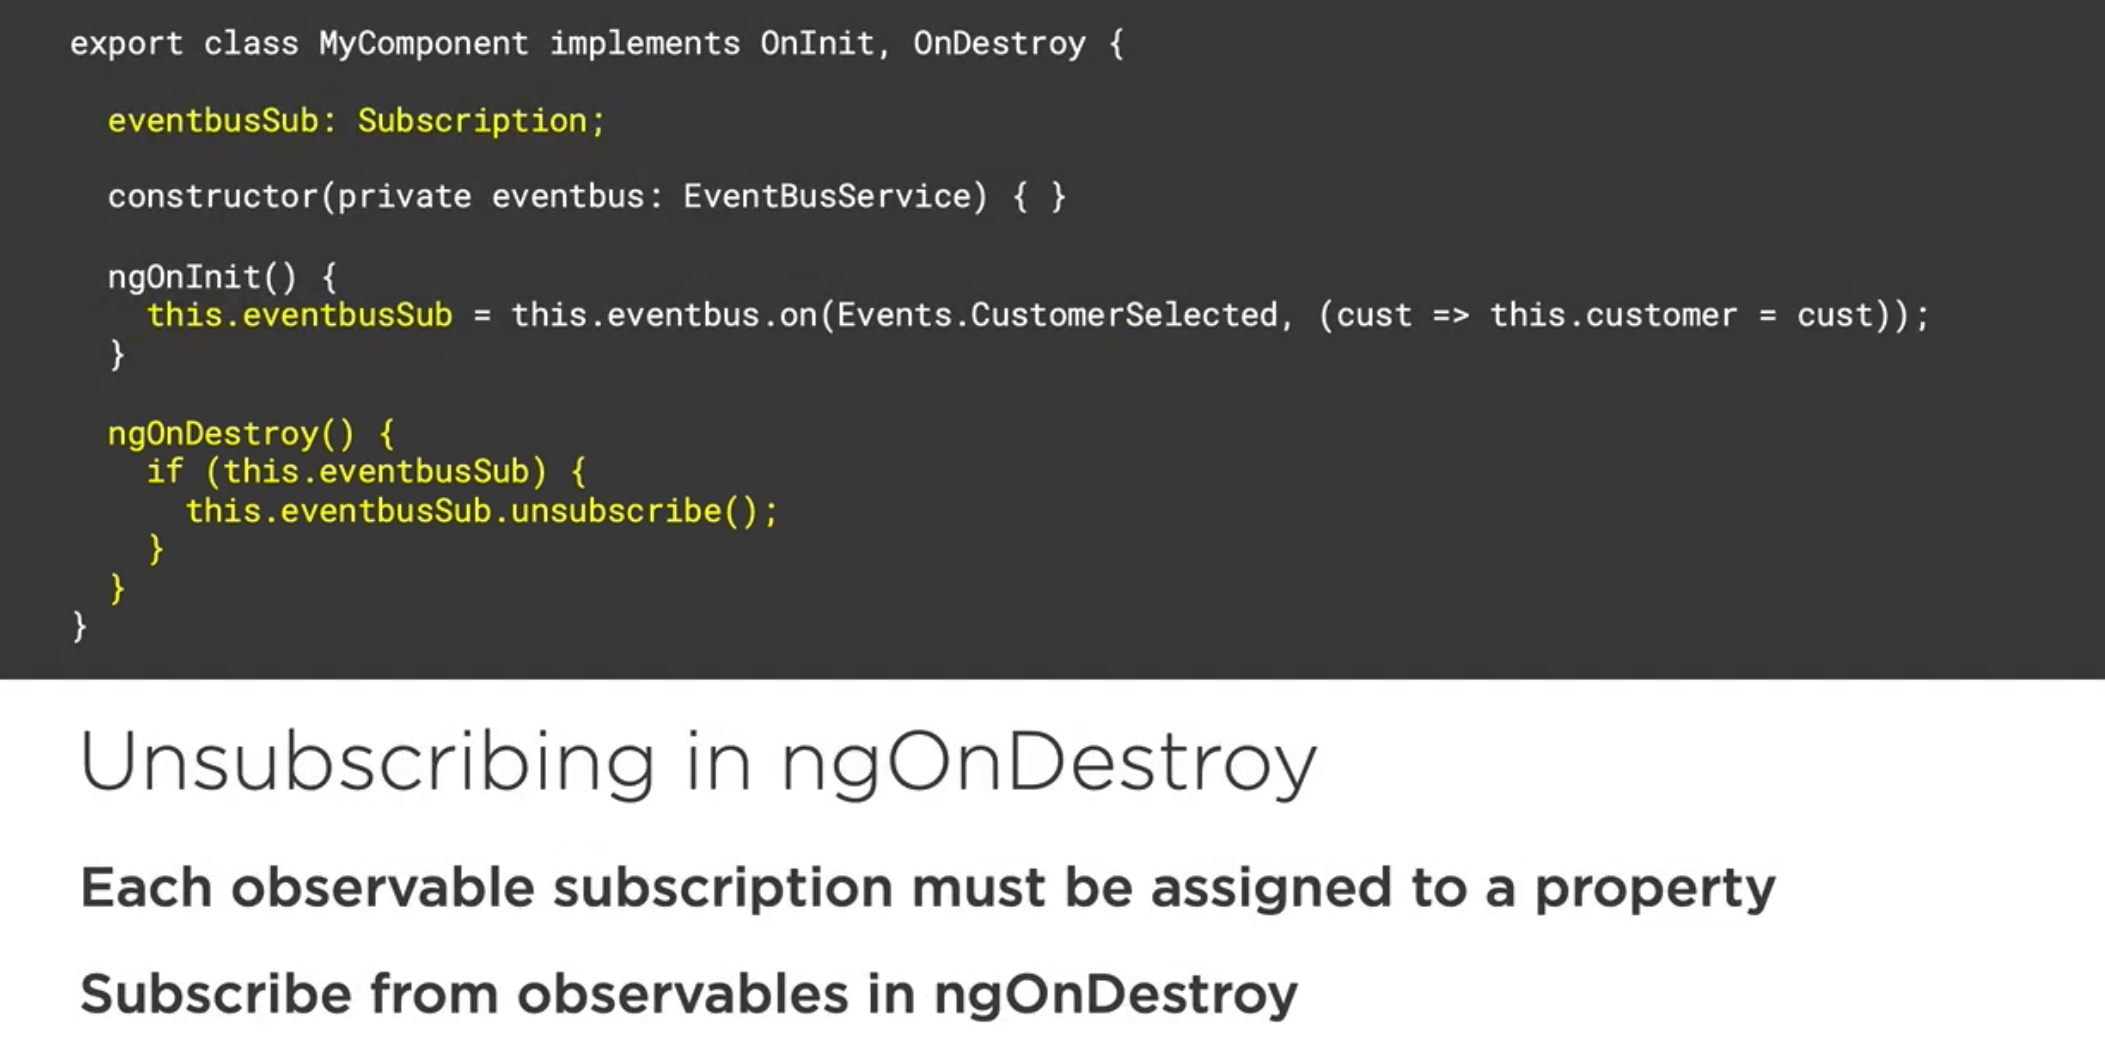 export class MyComponent implements OnInit, OnDestroy {
eventbusSub: Subscription;
constructor(private eventbus: EventBusService) { }
ngOnInit() {
this.eventbusSub = this.eventbus.on(Events.CustomerSelected, (cust => this.customer = cust));
}
ngOnDestroy() {
if (this.eventbusSub) {
this.eventbusSub.unsubscribe();
}
}
}
Unsubscribing in ngOnDestroy
Each observable subscription must be assigned to a property
Subscribe from observables in ngOnDestroy